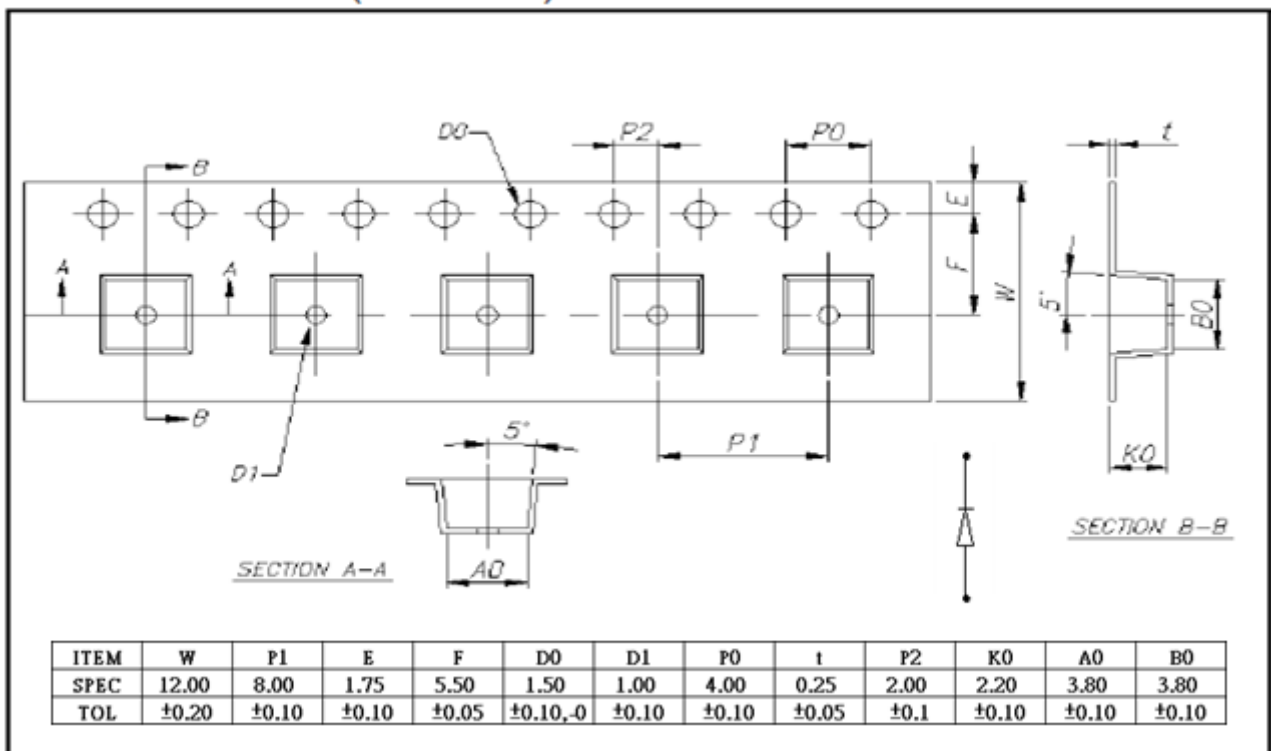 D0
P2
P0
t
B
E
A
A
F
W
5°
B0
B
D1
5°
P1
K0
SECTION A-A
A0
SECTION B-B
ITEM W P1 E F D0 D1 P0 t P2 K0 A0 B0
SPEC 12.00 8.00 1.75 5.50 1.50 1.00 4.00 0.25 2.00 2.20 3.80 3.80
TOL ±0.20 ±0.10 ±0.10 ±0.05 ±0.10,-0 ±0.10 ±0.10 ±0.05 ±0.1 ±0.10 ±0.10 ±0.10